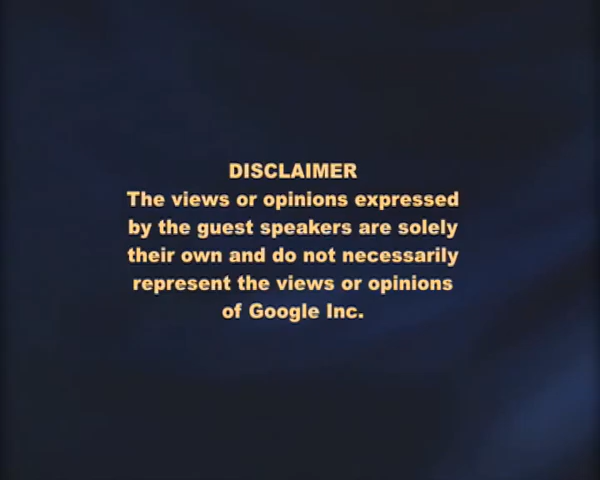 DISCLAIMER
The views or opinions expressed
by the guest speakers are solely
their own and do not necessarily
represent the views or opinions
of Google Inc.